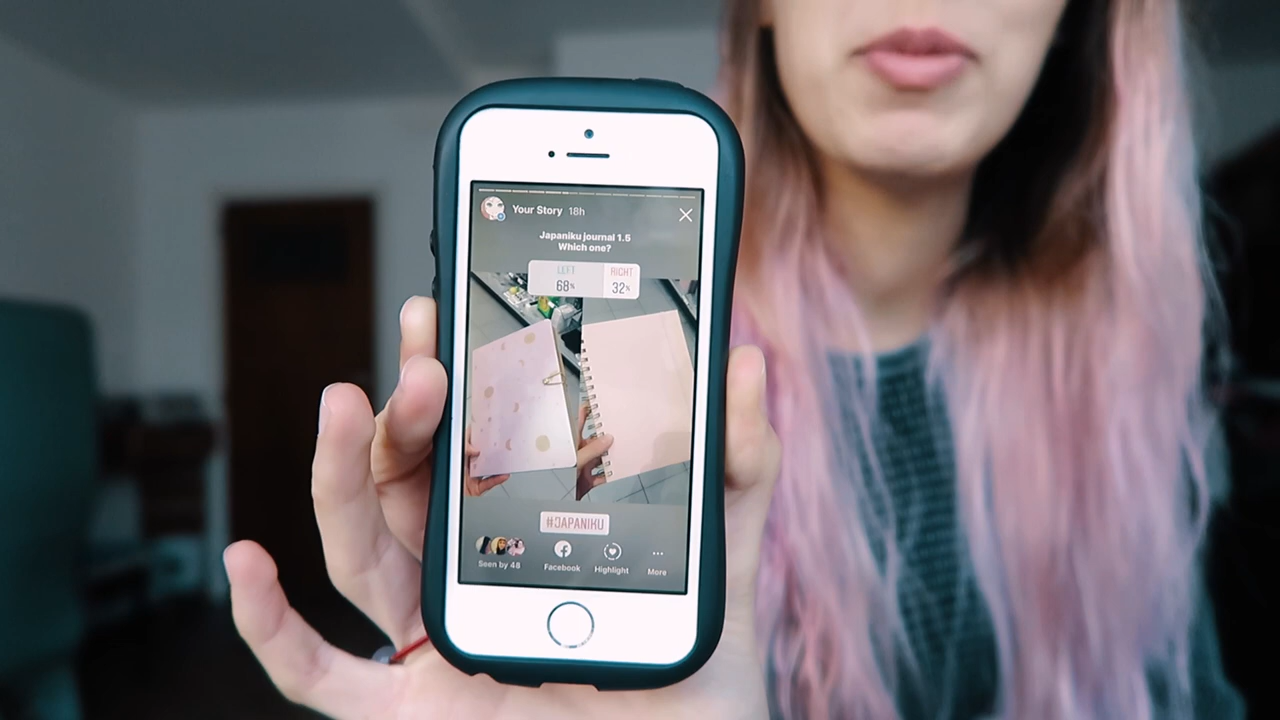 Your Story 18h
Japaniku journal 1.5
Which one?
LEFT RIGHT
68% 32%
#JAPANIKU
Seen by 48 Facebook Highlight More